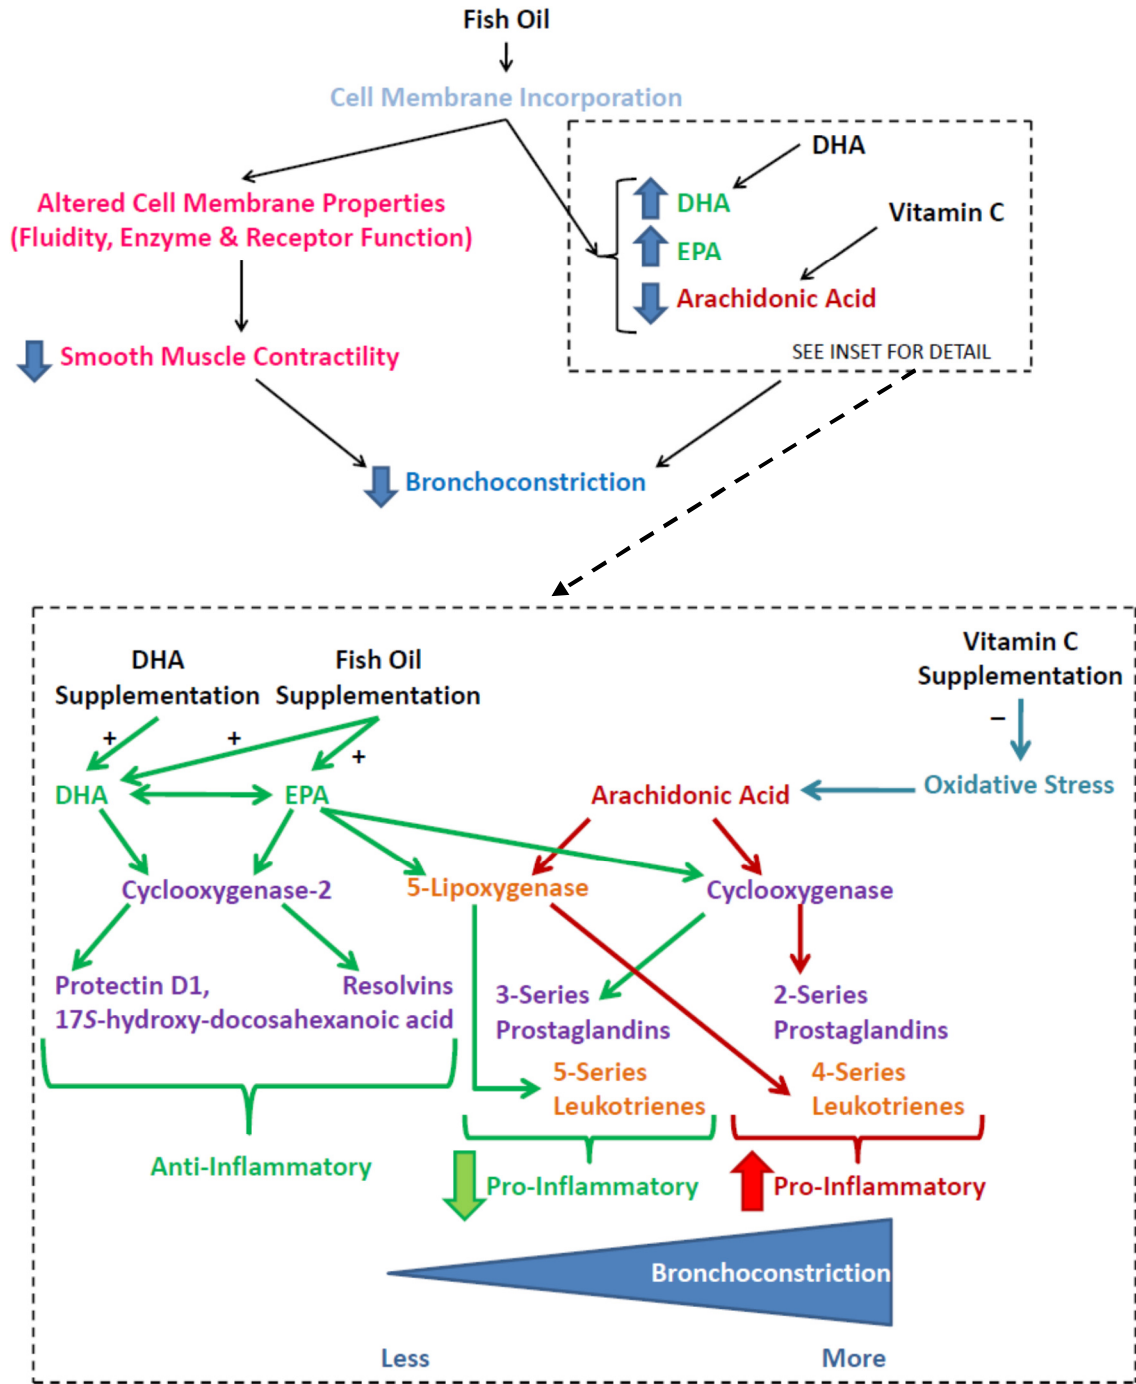 Fish Oil
Cell Membrane Incorporation
DHA
Altered Cell Membrane Properties
(Fluidity, Enzyme & Receptor Function)
DHA
Vitamin C
EPA
Arachidonic Acid
Smooth Muscle Contractility
SEE INSET FOR DETAIL
Bronchoconstriction
DHA
Supplementation
Fish Oil
Supplementation
Vitamin C
Supplementation
+
+
+
–
DHA
EPA
Arachidonic Acid
Oxidative Stress
Cyclooxygenase-2
5-Lipoxygenase
Cyclooxygenase
Protectin D1,
Resolvins
17S-hydroxy-docosahexanoic acid
3-Series
Prostaglandins
2-Series
Prostaglandins
5-Series
Leukotrienes
4-Series
Leukotrienes
Anti-Inflammatory
Pro-Inflammatory
Pro-Inflammatory
Bronchoconstriction
Less
More